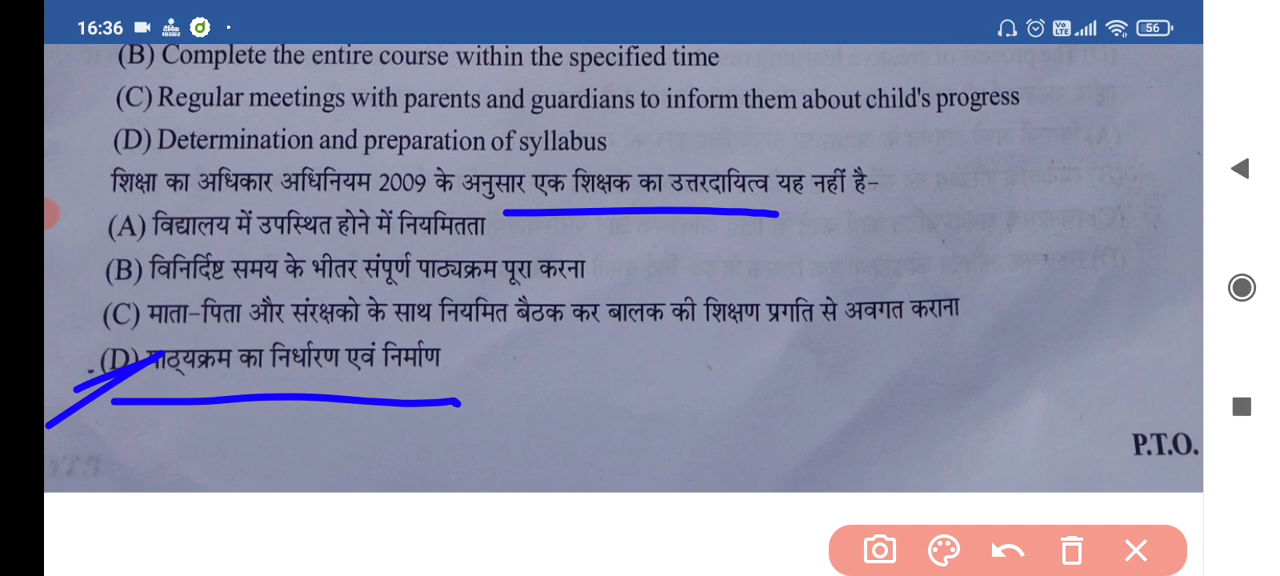 16:36
56
(B) Complete the entire course within the specified time
(C) Regular meetings with parents and guardians to inform them about child's progress
(D) Determination and preparation of syllabus
शिक्षा का अधिकार अधिनियम 2009 के अनुसार एक शिक्षक का उत्तरदायित्व यह नहीं है-
(A) विद्यालय में उपस्थित होने में नियमितता
(B) विनिर्दिष्ट समय के भीतर संपूर्ण पाठ्यक्रम पूरा करना
(C) माता-पिता और संरक्षको के साथ नियमित बैठक कर बालक की शिक्षण प्रगति से अवगत कराना
(D) पाठ्यक्रम का निर्धारण एवं निर्माण
P.T.O.